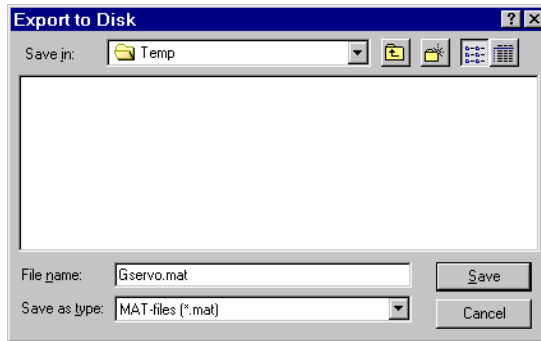 Export to Disk
Save in: Temp
File name: Gservo.mat
Save
Save as type: MAT-files (*.mat)
Cancel